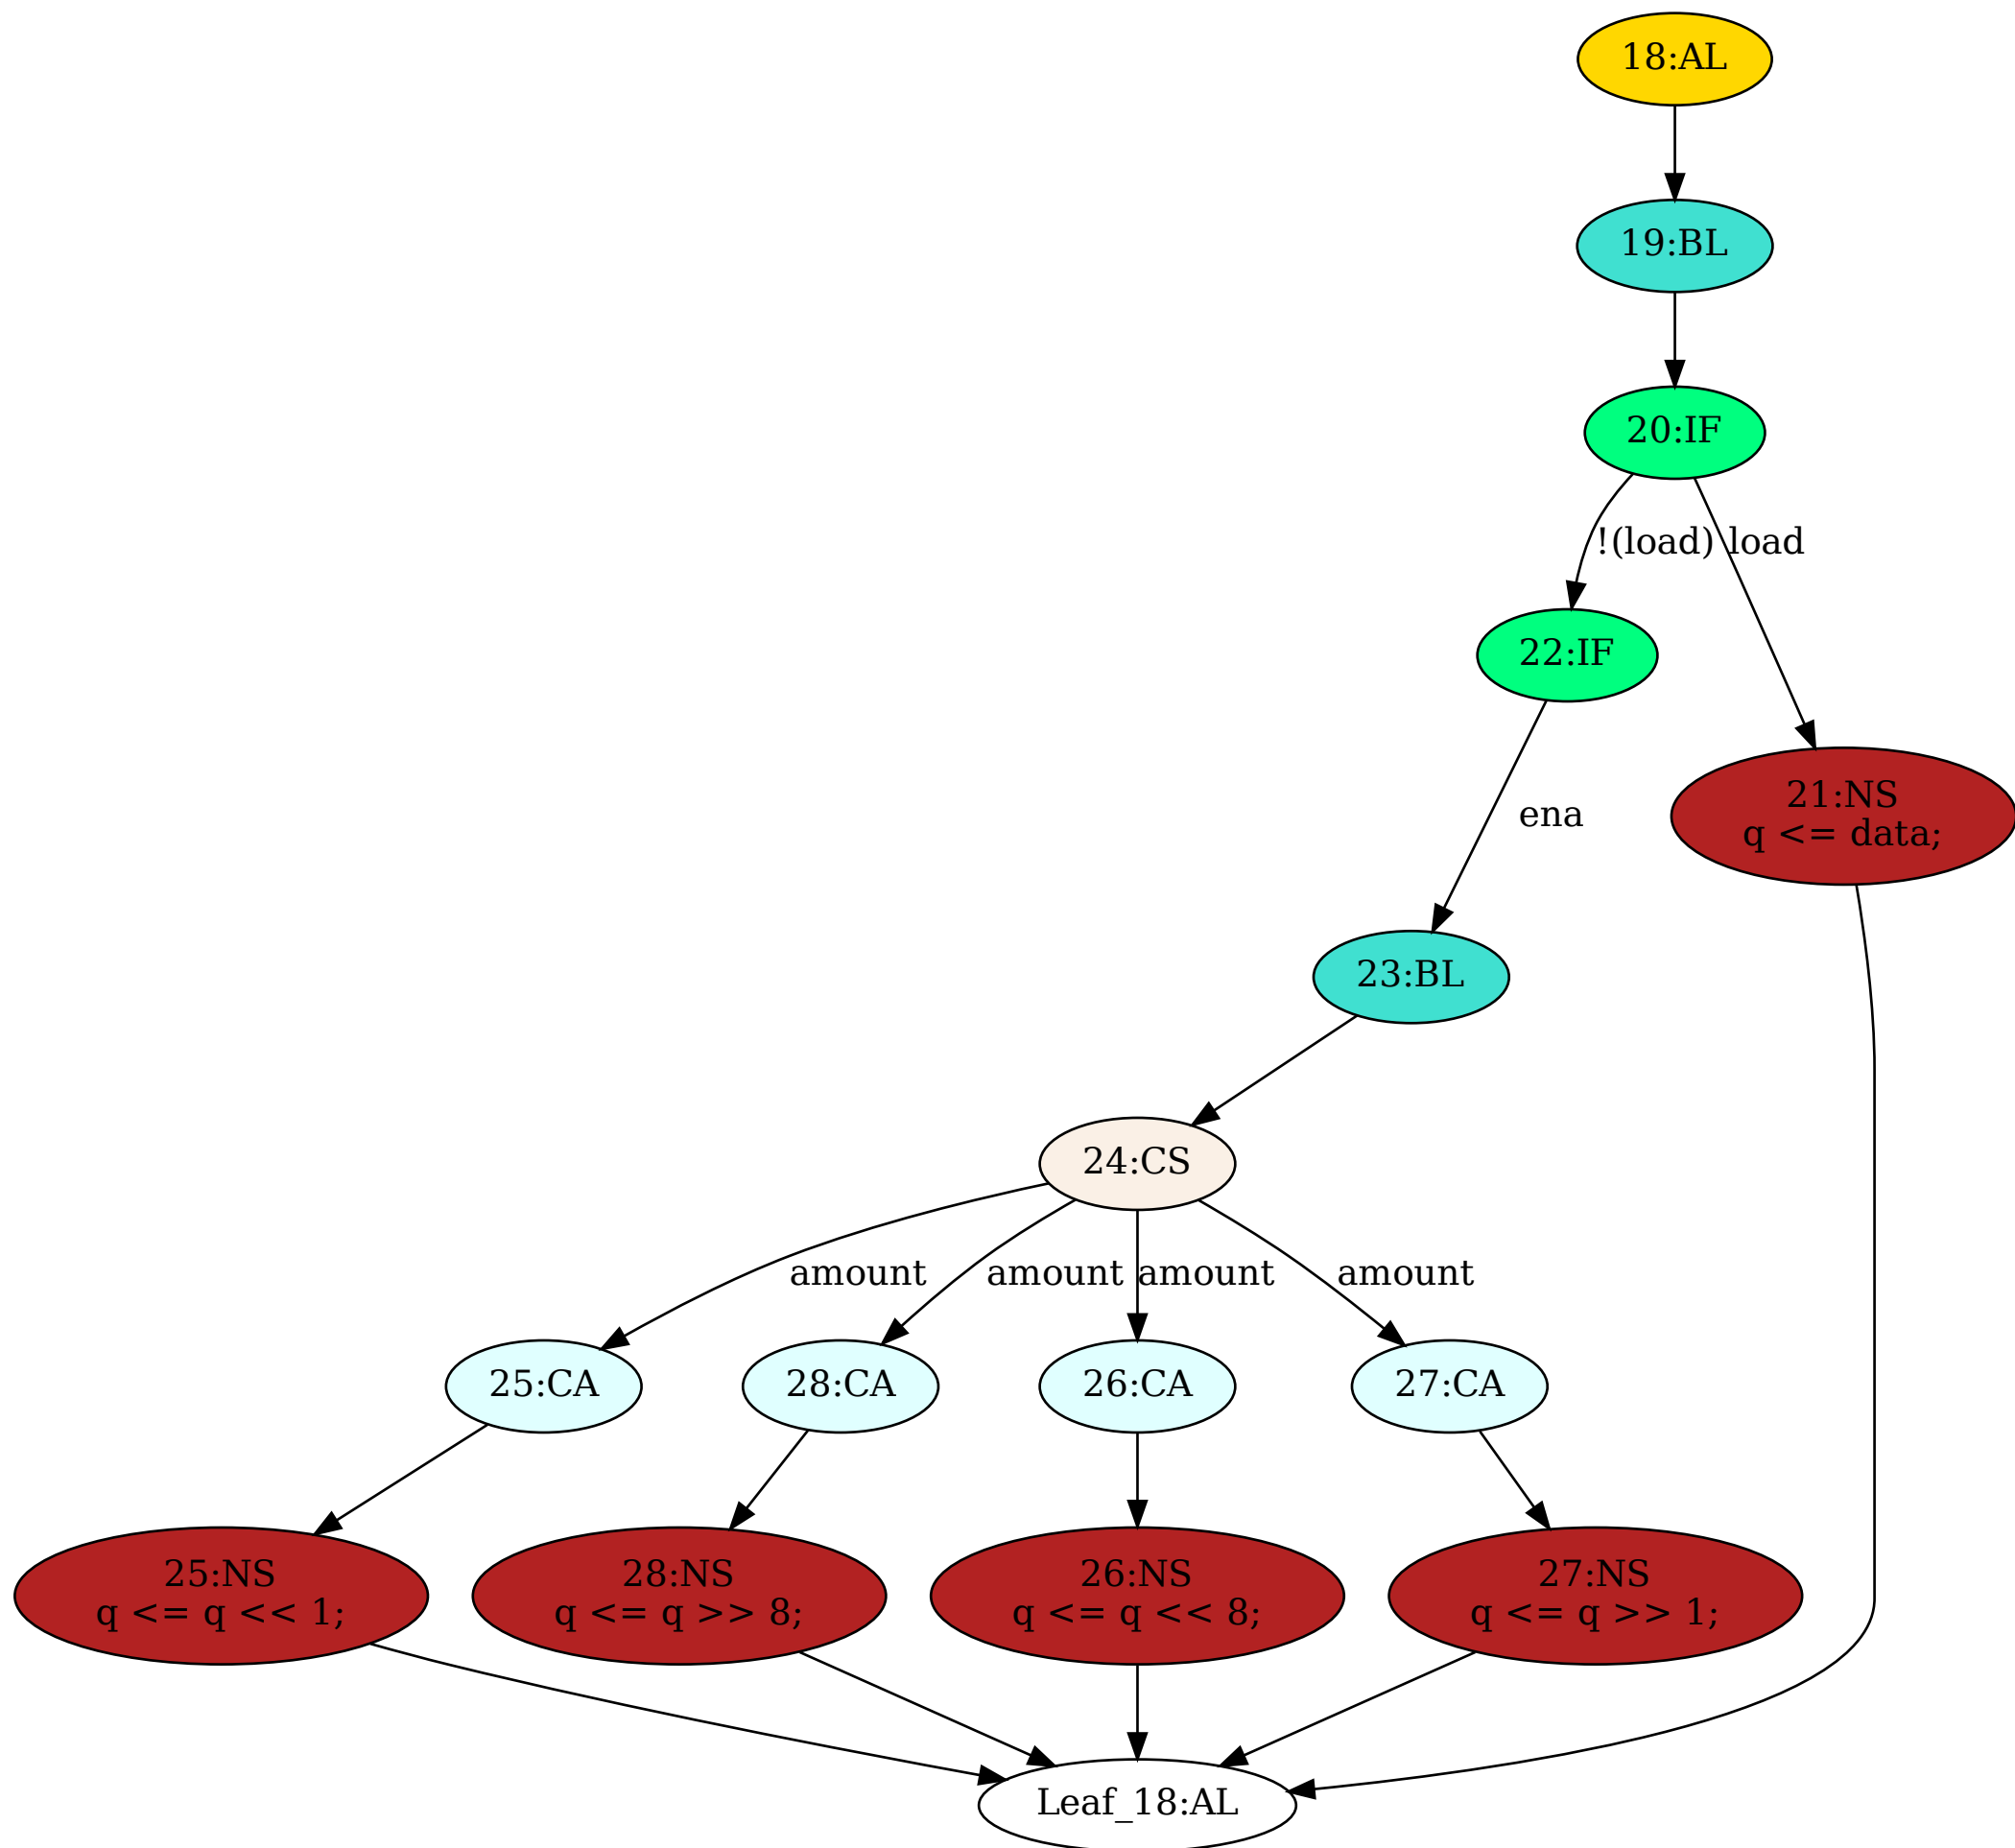 18:AL
19:BL
20:IF
!(load)
load
22:IF
21:NS
q <= data;
ena
23:BL
24:CS
amount
amount
amount
amount
25:CA
28:CA
26:CA
27:CA
25:NS
q <= q << 1;
28:NS
q <= q >> 8;
26:NS
q <= q << 8;
27:NS
q <= q >> 1;
Leaf_18:AL